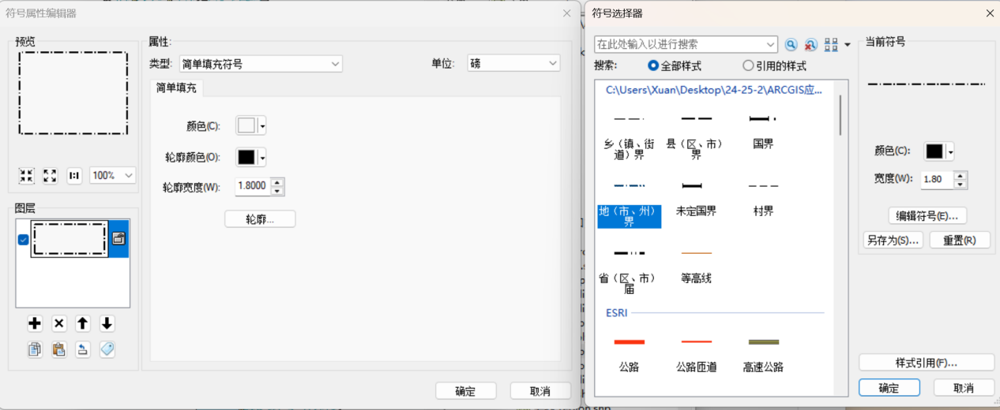 符号属性编辑器
预览
100%
图层
属性:
类型:
简单填充符号
单位:
磅
简单填充
颜色(C):
轮廓颜色(O):
轮廓宽度(W):
1.8000
轮廓...
确定
取消
符号选择器
在此处输入以进行搜索
搜索:
全部样式
引用的样式
C:\Users\Xuan\Desktop\24-25-2\ARCGIS应...
乡（镇、街
道）界
县（区、市）
界
国界
地（市、州）
界
未定国界
村界
省（区、市）
届
等高线
ESRI
公路
公路匝道
高速公路
当前符号
颜色(C):
宽度(W):
1.80
编辑符号(E)...
另存为(S)...
重置(R)
样式引用(F)...
确定
取消